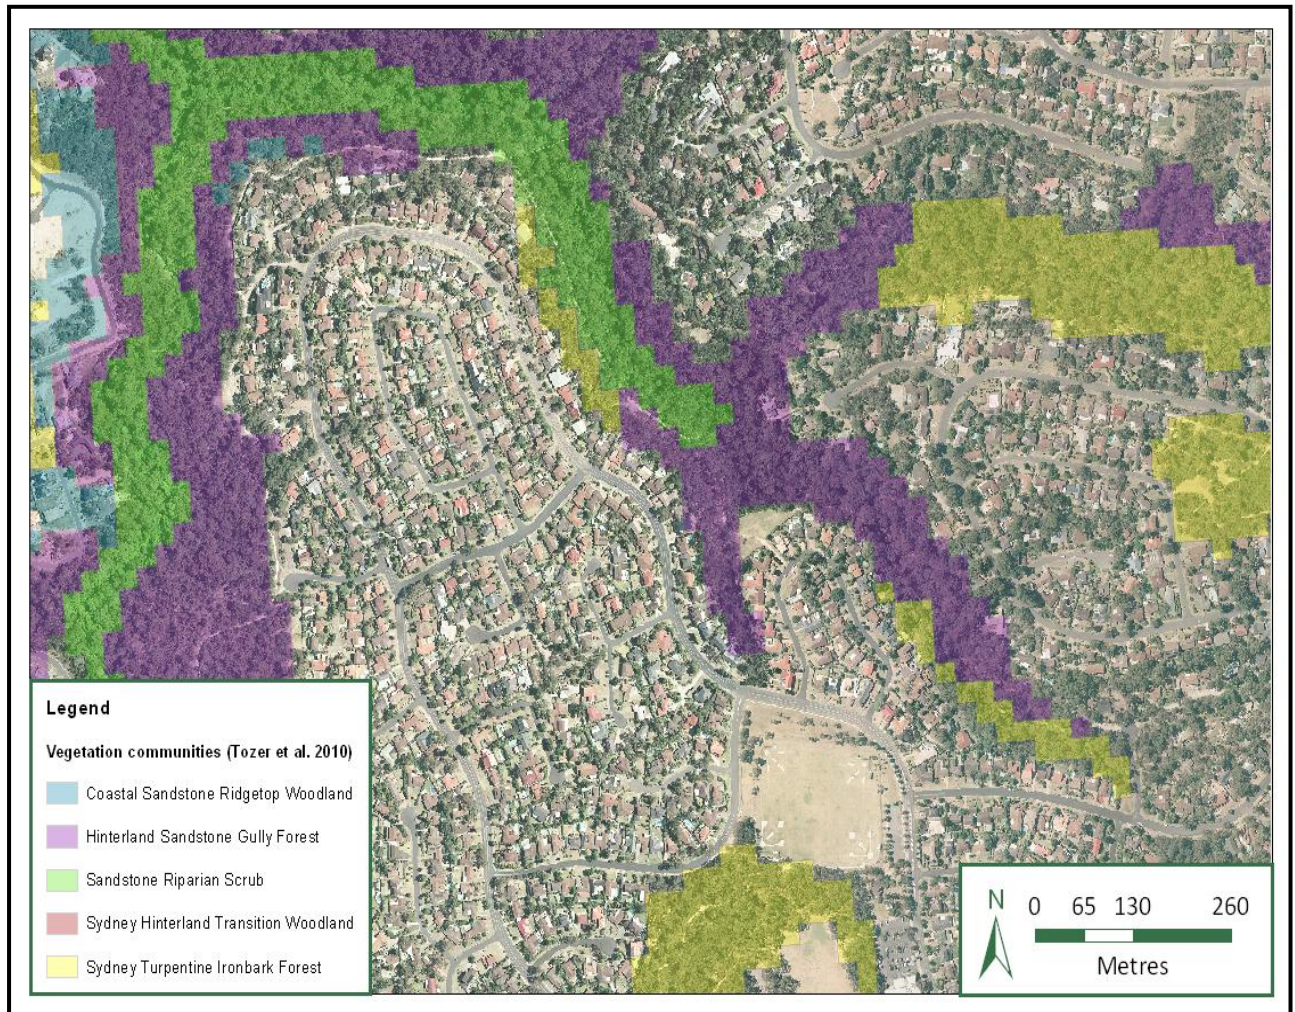 Legend
Vegetation communities (Tozer et al. 2010)
Coastal Sandstone Ridgetop Woodland
Hinterland Sandstone Gully Forest
Sandstone Riparian Scrub
Sydney Hinterland Transition Woodland
Sydney Turpentine Ironbark Forest
N
0 65 130 260
Metres